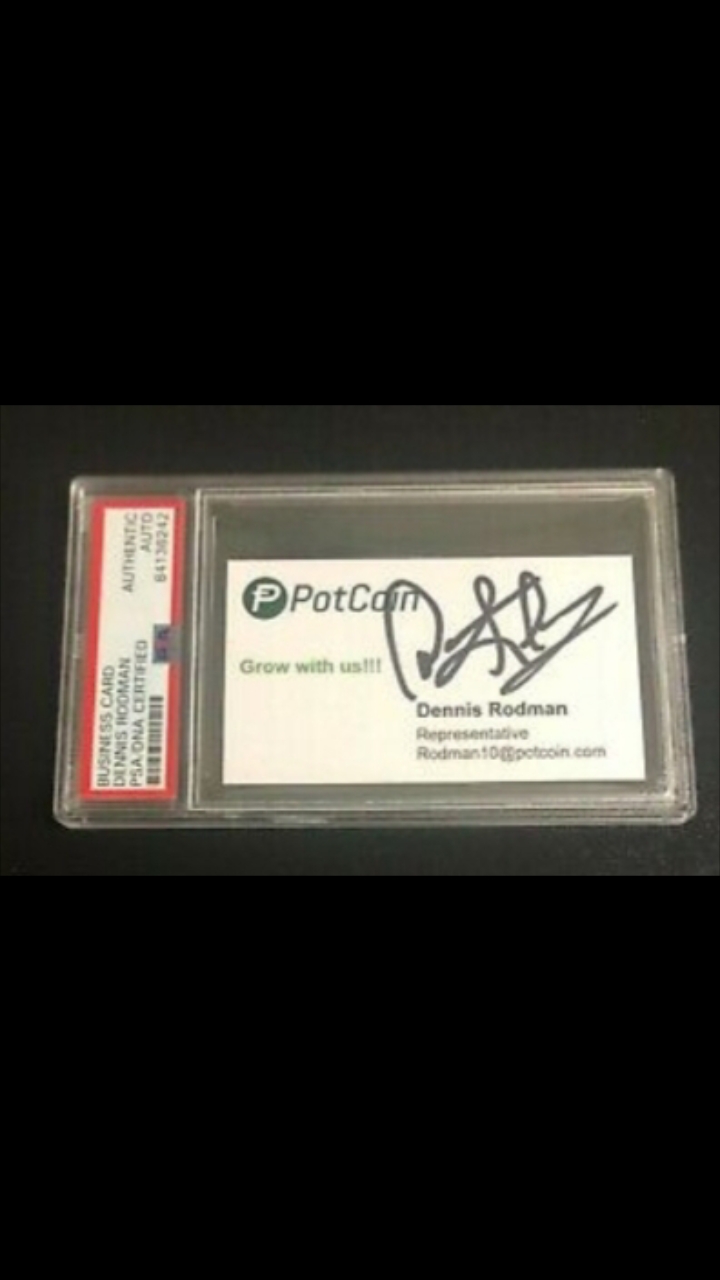 BUSINESS CARD
DENNIS RODMAN
PSA/DNA CERTIFIED
AUTHENTIC
AUTO
84136242
PotCoin
Grow with us!!!
Dennis Rodman
Representative
Rodman10@potcoin.com